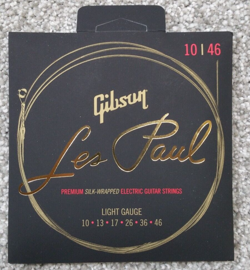 10 | 46
Gibson
Les Paul
PREMIUM SILK-WRAPPED ELECTRIC GUITAR STRINGS
LIGHT GAUGE
10 • 13 • 17 • 26 • 36 • 46